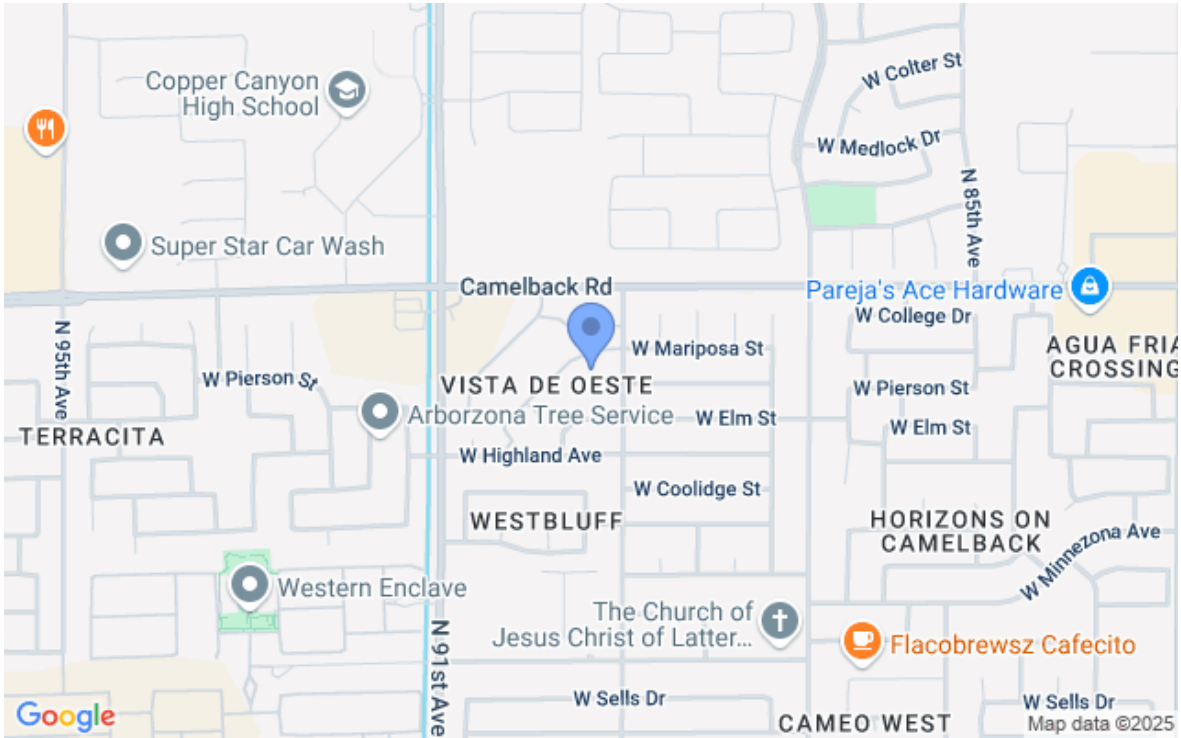 W Colter St
Copper Canyon
High School
W Medlock Dr
N 85th Ave
Super Star Car Wash
Camelback Rd
Pareja's Ace Hardware
W College Dr
N 95th Ave
W Mariposa St
AGUA FRIA
CROSSING
W Pierson St
VISTA DE OESTE
W Pierson St
Arborzona Tree Service
W Elm St
W Elm St
TERRACITA
W Highland Ave
W Coolidge St
WESTBLUFF
HORIZONS ON
CAMELBACK
W Minnezona Ave
Western Enclave
The Church of
Jesus Christ of Latter...
N 91st Ave
Flacobrewsz Cafecito
W Sells Dr
W Sells Dr
Google
CAMEO WEST
Map data ©2025